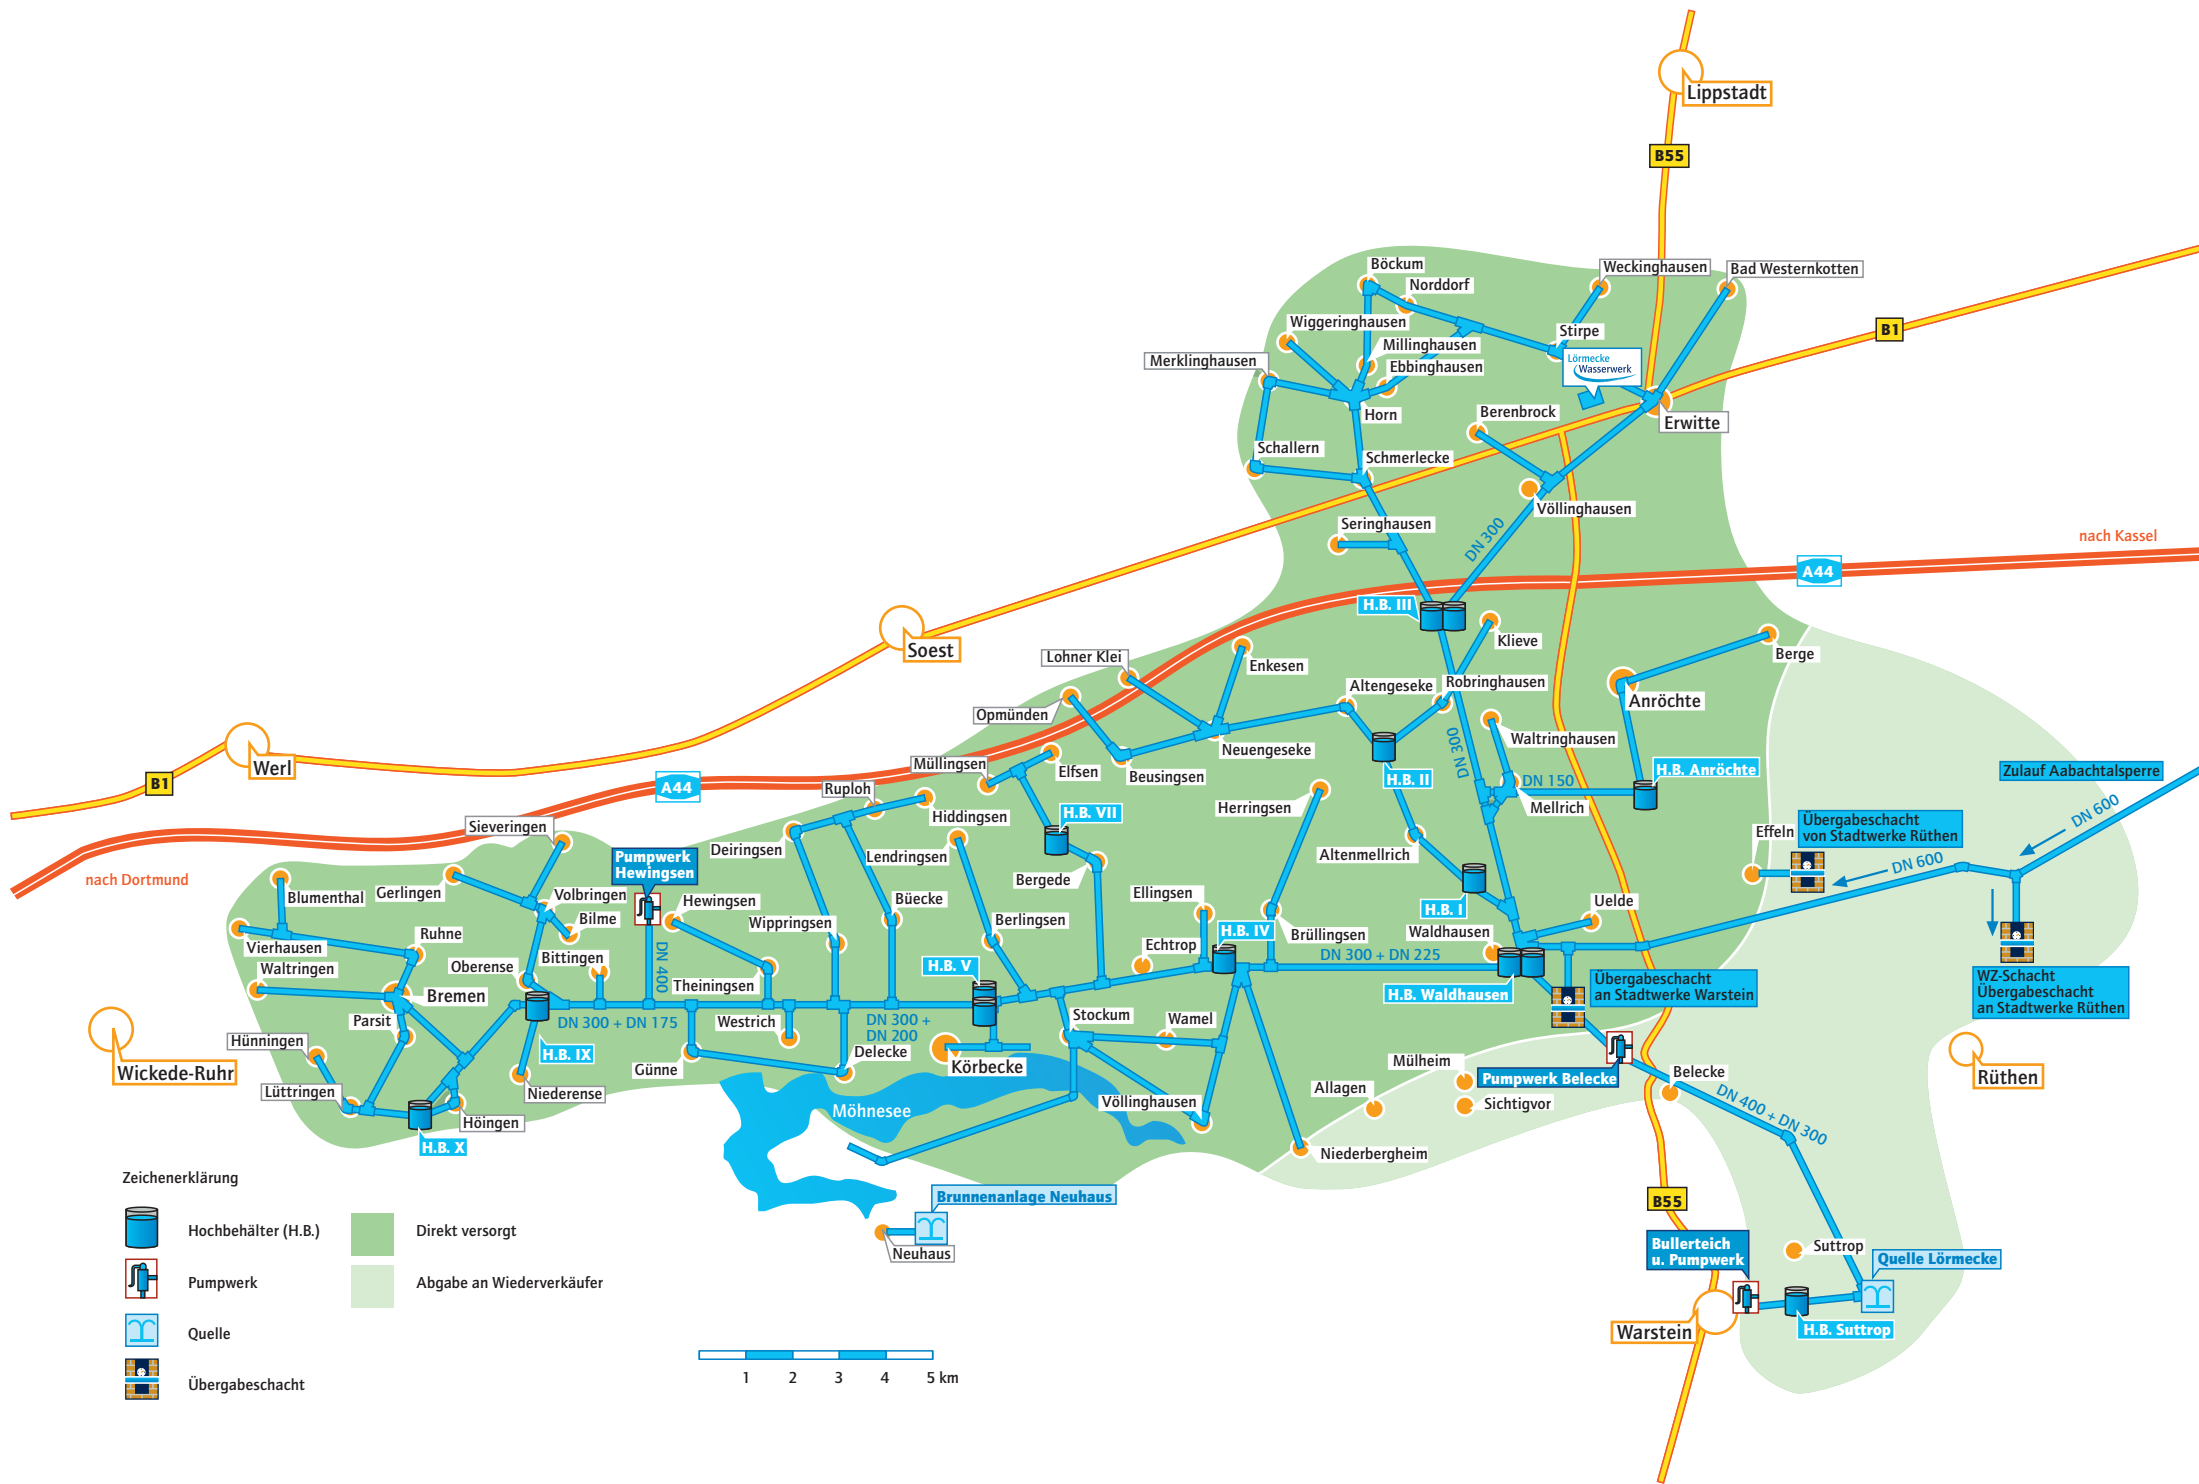 Lippstadt
B55
Böckum
Weckinghausen
Bad Westernkotten
Norddorf
Wiggeringhausen
Stirpe
B1
Millinghausen
Merklinghausen
Ebbinghausen
Lörmecke
Wasserwerk
Horn
Berenbrock
Erwitte
Schallern
Schmerlecke
Völlinghausen
Seringhausen
DN 300
nach Kassel
A44
H.B. III
Soest
Klieve
Lohner Klei
Enkesen
Berge
Altengeseke
Robringhausen
Anröchte
Opmünden
Waltringhausen
Neuengeseke
DN 300
Werl
Müllingsen
Elfsen
Beusingsen
H.B. II
H.B. Anröchte
Zulauf Aabachtalsperre
B1
A44
Ruploh
DN 150
Herringsen
Mellrich
Hiddingsen
H.B. VII
DN 600
Sieveringen
Effeln
Übergabeschacht
von Stadtwerke Rüthen
Deiringsen
Lendringsen
Altenmellrich
Pumpwerk
Hewingsen
DN 600
nach Dortmund
Gerlingen
Bergede
Blumenthal
Volbringen
Hewingsen
Büecke
Ellingsen
H.B. I
Uelde
Bilme
Wippringsen
Berlingsen
H.B. IV
Brüllingsen
Waldhausen
Ruhne
Vierhausen
Echtrop
DN 300 + DN 225
Bittingen
DN 400
Waltringen
Oberense
H.B. V
Theiningsen
H.B. Waldhausen
Übergabeschacht
an Stadtwerke Warstein
WZ-Schacht
Übergabeschacht
an Stadtwerke Rüthen
Bremen
Parsit
DN 300 + DN 175
Westrich
DN 300 +
DN 200
Stockum
Wamel
Hünningen
H.B. IX
Delecke
Körbecke
Günne
Mülheim
Wickede-Ruhr
Pumpwerk Belecke
Belecke
Rüthen
Lüttringen
Niederense
Allagen
Sichtigvor
DN 400 + DN 300
Möhnesee
Völlinghausen
Höingen
H.B. X
Niederbergheim
Zeichenerklärung
Brunnenanlage Neuhaus
B55
Hochbehälter (H.B.)
Direkt versorgt
Neuhaus
Bullerteich
u. Pumpwerk
Suttrop
Quelle Lörmecke
Pumpwerk
Abgabe an Wiederverkäufer
Quelle
Warstein
H.B. Suttrop
Übergabeschacht
1 2 3 4 5 km